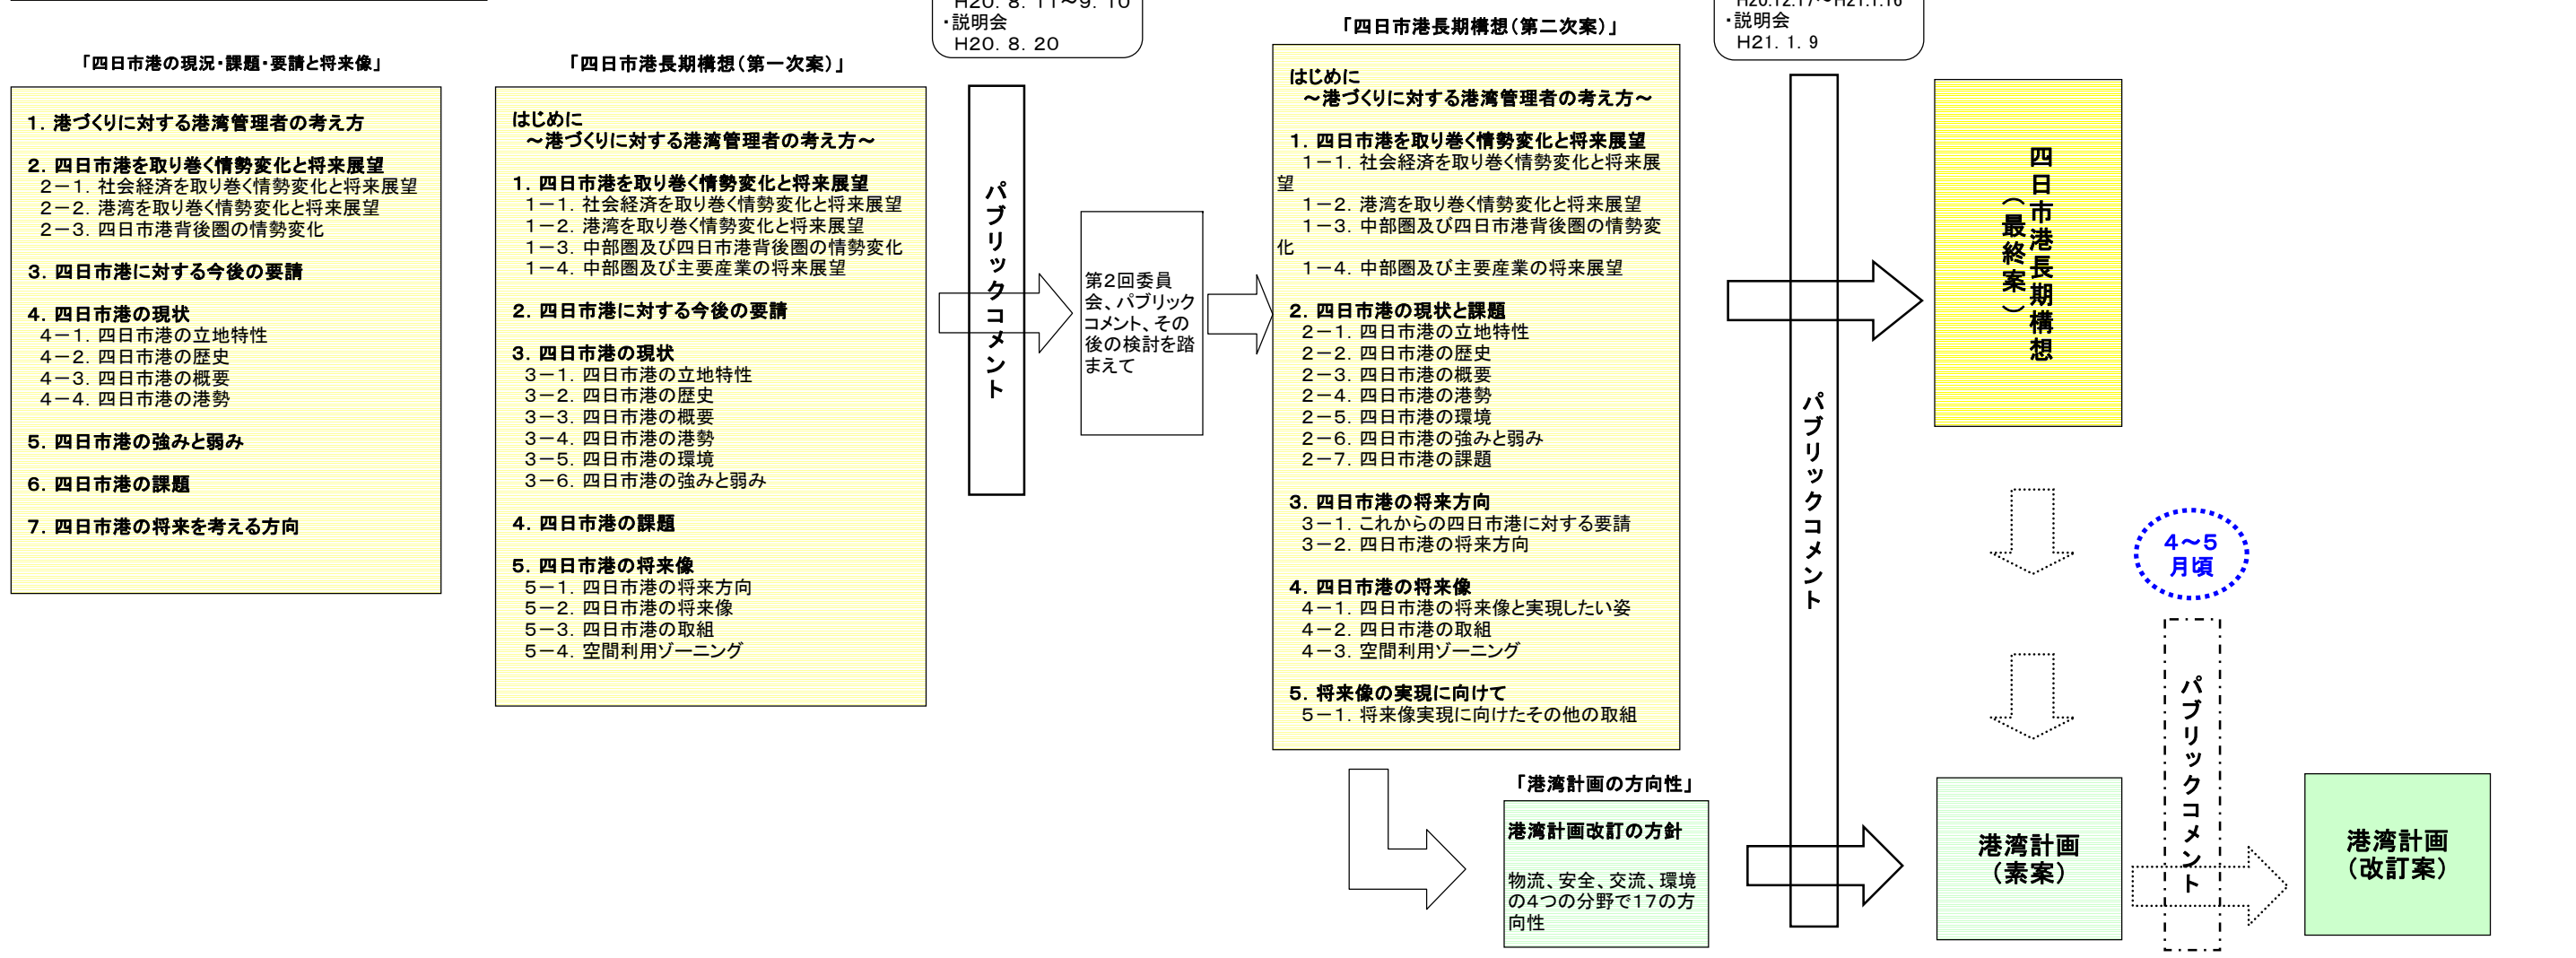 「四日市港の現況・課題・要請と将来像」
1．港づくりに対する港湾管理者の考え方
2．四日市港を取り巻く情勢変化と将来展望
2－1．社会経済を取り巻く情勢変化と将来展望
2－2．港湾を取り巻く情勢変化と将来展望
2－3．四日市港背後圏の情勢変化
3．四日市港に対する今後の要請
4．四日市港の現状
4－1．四日市港の立地特性
4－2．四日市港の歴史
4－3．四日市港の概要
4－4．四日市港の港勢
5．四日市港の強みと弱み
6．四日市港の課題
7．四日市港の将来を考える方向
「四日市港長期構想（第一次案）」
はじめに
～港づくりに対する港湾管理者の考え方～
1．四日市港を取り巻く情勢変化と将来展望
1－1．社会経済を取り巻く情勢変化と将来展望
1－2．港湾を取り巻く情勢変化と将来展望
1－3．中部圏及び四日市港背後圏の情勢変化
1－4．中部圏及び主要産業の将来展望
2．四日市港に対する今後の要請
3．四日市港の現状
3－1．四日市港の立地特性
3－2．四日市港の歴史
3－3．四日市港の概要
3－4．四日市港の港勢
3－5．四日市港の環境
3－6．四日市港の強みと弱み
4．四日市港の課題
5．四日市港の将来像
5－1．四日市港の将来方向
5－2．四日市港の将来像
5－3．四日市港の取組
5－4．空間利用ゾーニング
H20．8．11～9．10
・説明会
H20．8．20
パブリックコメント
第2回委員
会、パブリック
コメント、その
後の検討を踏
まえて
「四日市港長期構想（第二次案）」
はじめに
～港づくりに対する港湾管理者の考え方～
1．四日市港を取り巻く情勢変化と将来展望
1－1．社会経済を取り巻く情勢変化と将来展
望
1－2．港湾を取り巻く情勢変化と将来展望
1－3．中部圏及び四日市港背後圏の情勢変
化
1－4．中部圏及び主要産業の将来展望
2．四日市港の現状と課題
2－1．四日市港の立地特性
2－2．四日市港の歴史
2－3．四日市港の概要
2－4．四日市港の港勢
2－5．四日市港の環境
2－6．四日市港の強みと弱み
2－7．四日市港の課題
3．四日市港の将来方向
3－1．これからの四日市港に対する要請
3－2．四日市港の将来方向
4．四日市港の将来像
4－1．四日市港の将来像と実現したい姿
4－2．四日市港の取組
4－3．空間利用ゾーニング
5．将来像の実現に向けて
5－1．将来像実現に向けたその他の取組
「港湾計画の方向性」
港湾計画改訂の方針
物流、安全、交流、環境
の4つの分野で17の方
向性
H20.12.17～H21.1.16
・説明会
H21．1．9
パブリックコメント
四日市港長期構想
（最終案）
4～5
月頃
港湾計画
（素案）
パブリックコメント
港湾計画
（改訂案）